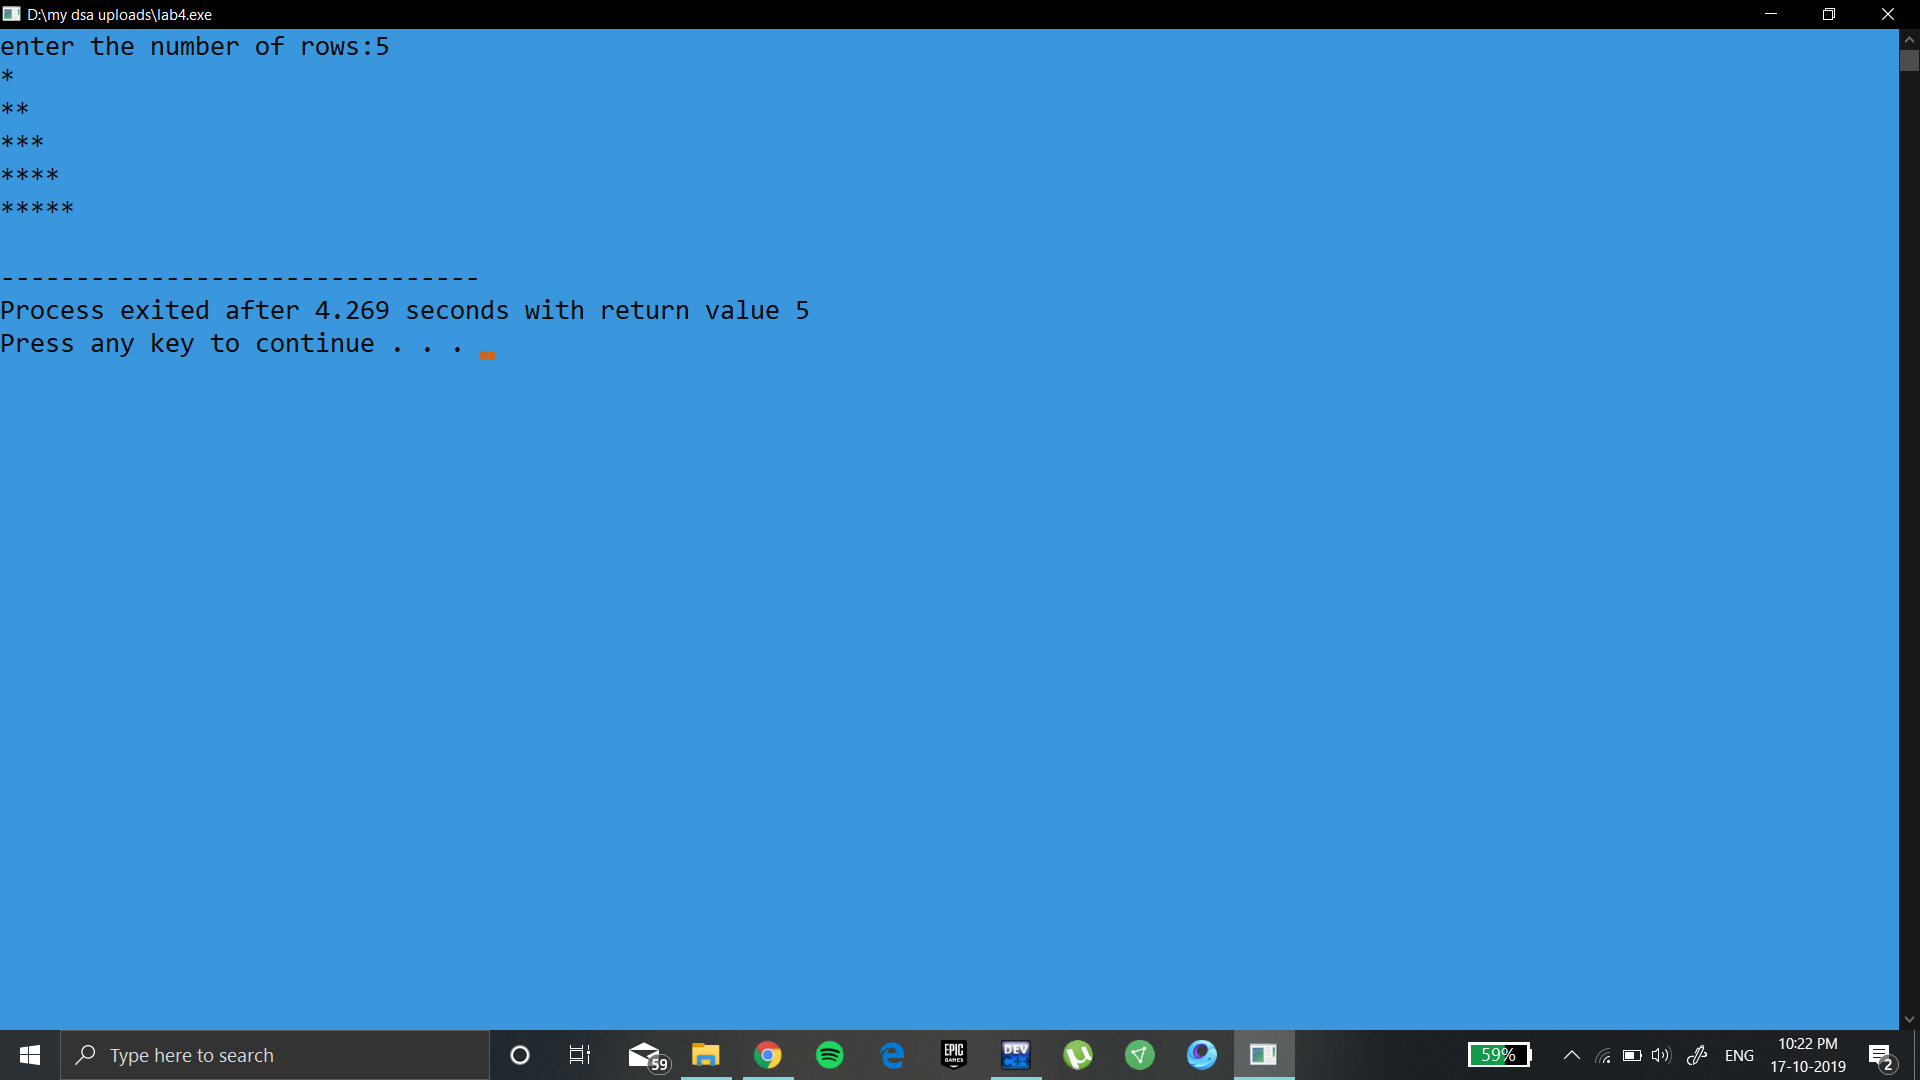 D:\my dsa uploads\lab4.exe
enter the number of rows:5
*
**
***
****
*****
--------------------------------
Process exited after 4.269 seconds with return value 5
Press any key to continue . . .
Type here to search
59
EPIC
GAMES
DEV
C++
59%
ENG
10:22 PM
17-10-2019
2